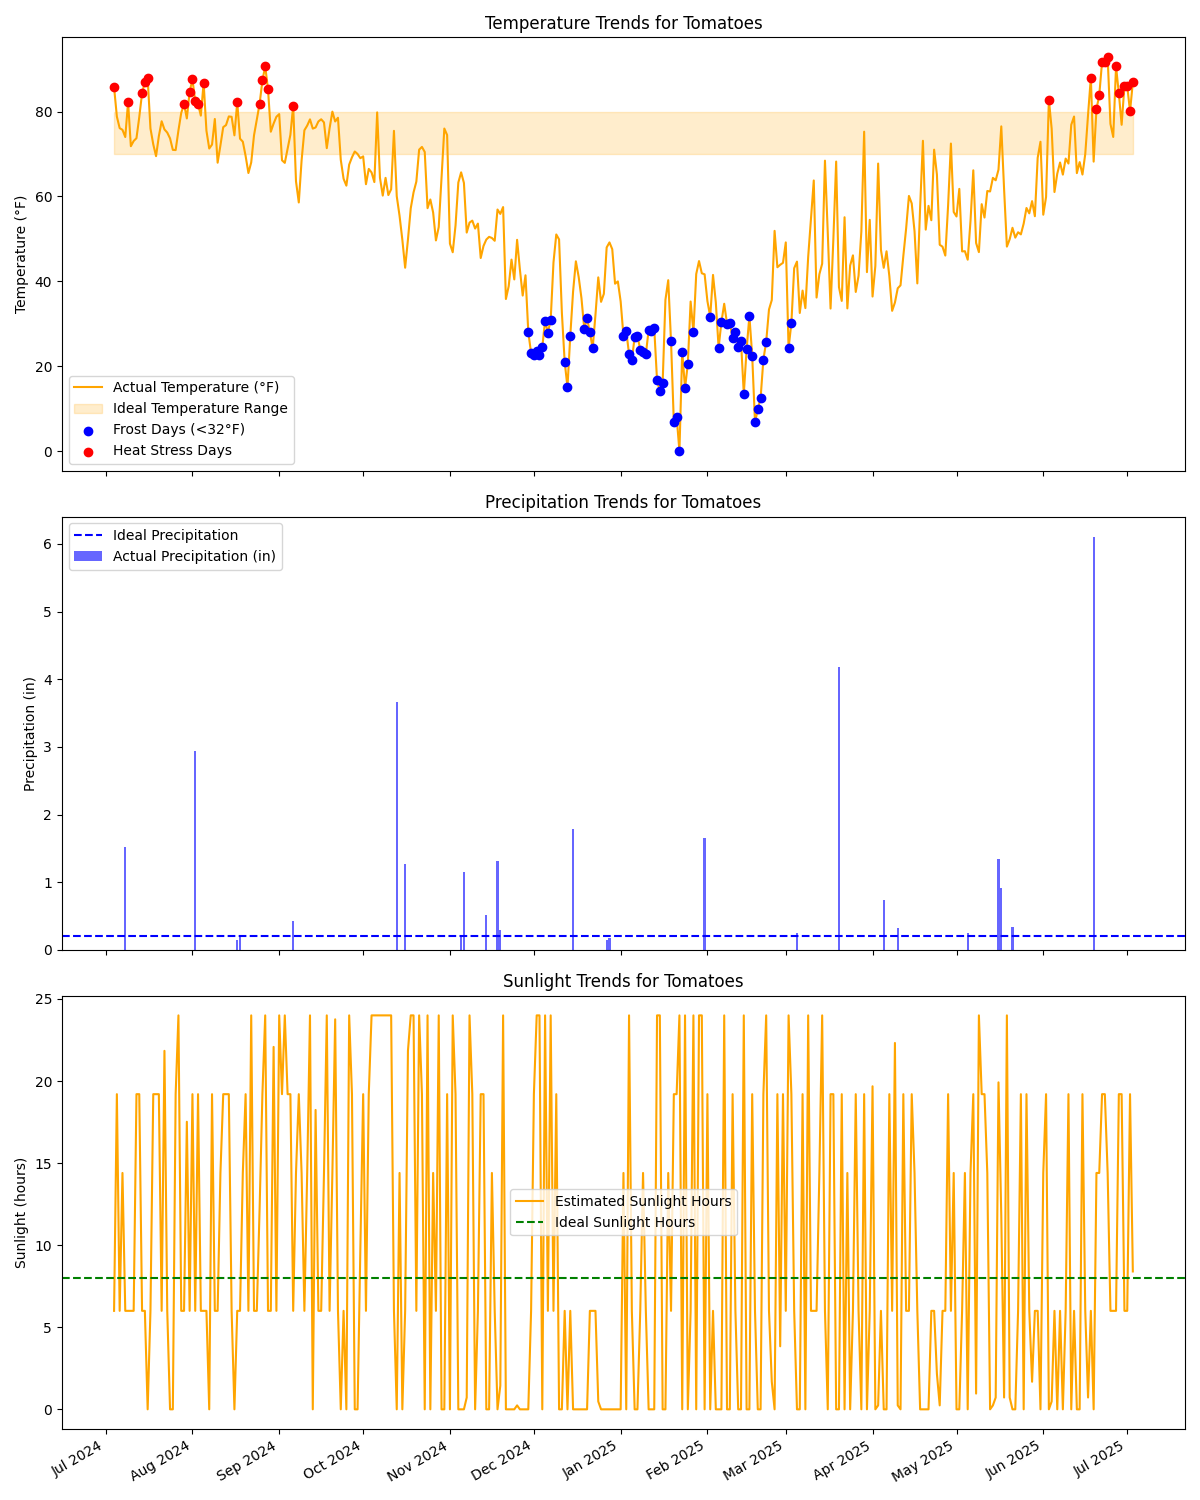 Temperature Trends for Tomatoes
80
60
40
20
0
Temperature (°F)
Actual Temperature (°F)
Ideal Temperature Range
Frost Days (<32°F)
Heat Stress Days
Precipitation Trends for Tomatoes
6
5
4
3
2
1
0
Precipitation (in)
Ideal Precipitation
Actual Precipitation (in)
Sunlight Trends for Tomatoes
25
20
15
10
5
0
Sunlight (hours)
Estimated Sunlight Hours
Ideal Sunlight Hours
Jul 2024
Aug 2024
Sep 2024
Oct 2024
Nov 2024
Dec 2024
Jan 2025
Feb 2025
Mar 2025
Apr 2025
May 2025
Jun 2025
Jul 2025